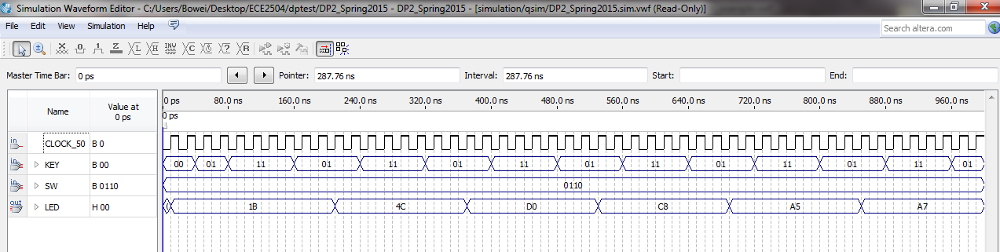 Simulation Waveform Editor - C:/Users/Bowei/Desktop/ECE2504/dptest/DP2_Spring2015 - DP2_Spring2015 - [simulation/qsim/DP2_Spring2015.sim.vwf (Read-Only)]
File Edit View Simulation Help Search altera.com
Master Time Bar: 0 ps Pointer: 287.76 ns Interval: 287.76 ns Start: End:
Name Value at 0 ps 0 ps 80.0 ns 160.0 ns 240.0 ns 320.0 ns 400.0 ns 480.0 ns 560.0 ns 640.0 ns 720.0 ns 800.0 ns 880.0 ns 960.0 ns
0 ps
in CLOCK_50 B 0
in KEY B 00 00 01 11 01 11 01 11 01 11 01 11 01 11 01
in SW B 0110 0110
out LED H 00 1B 4C D0 C8 A5 A7